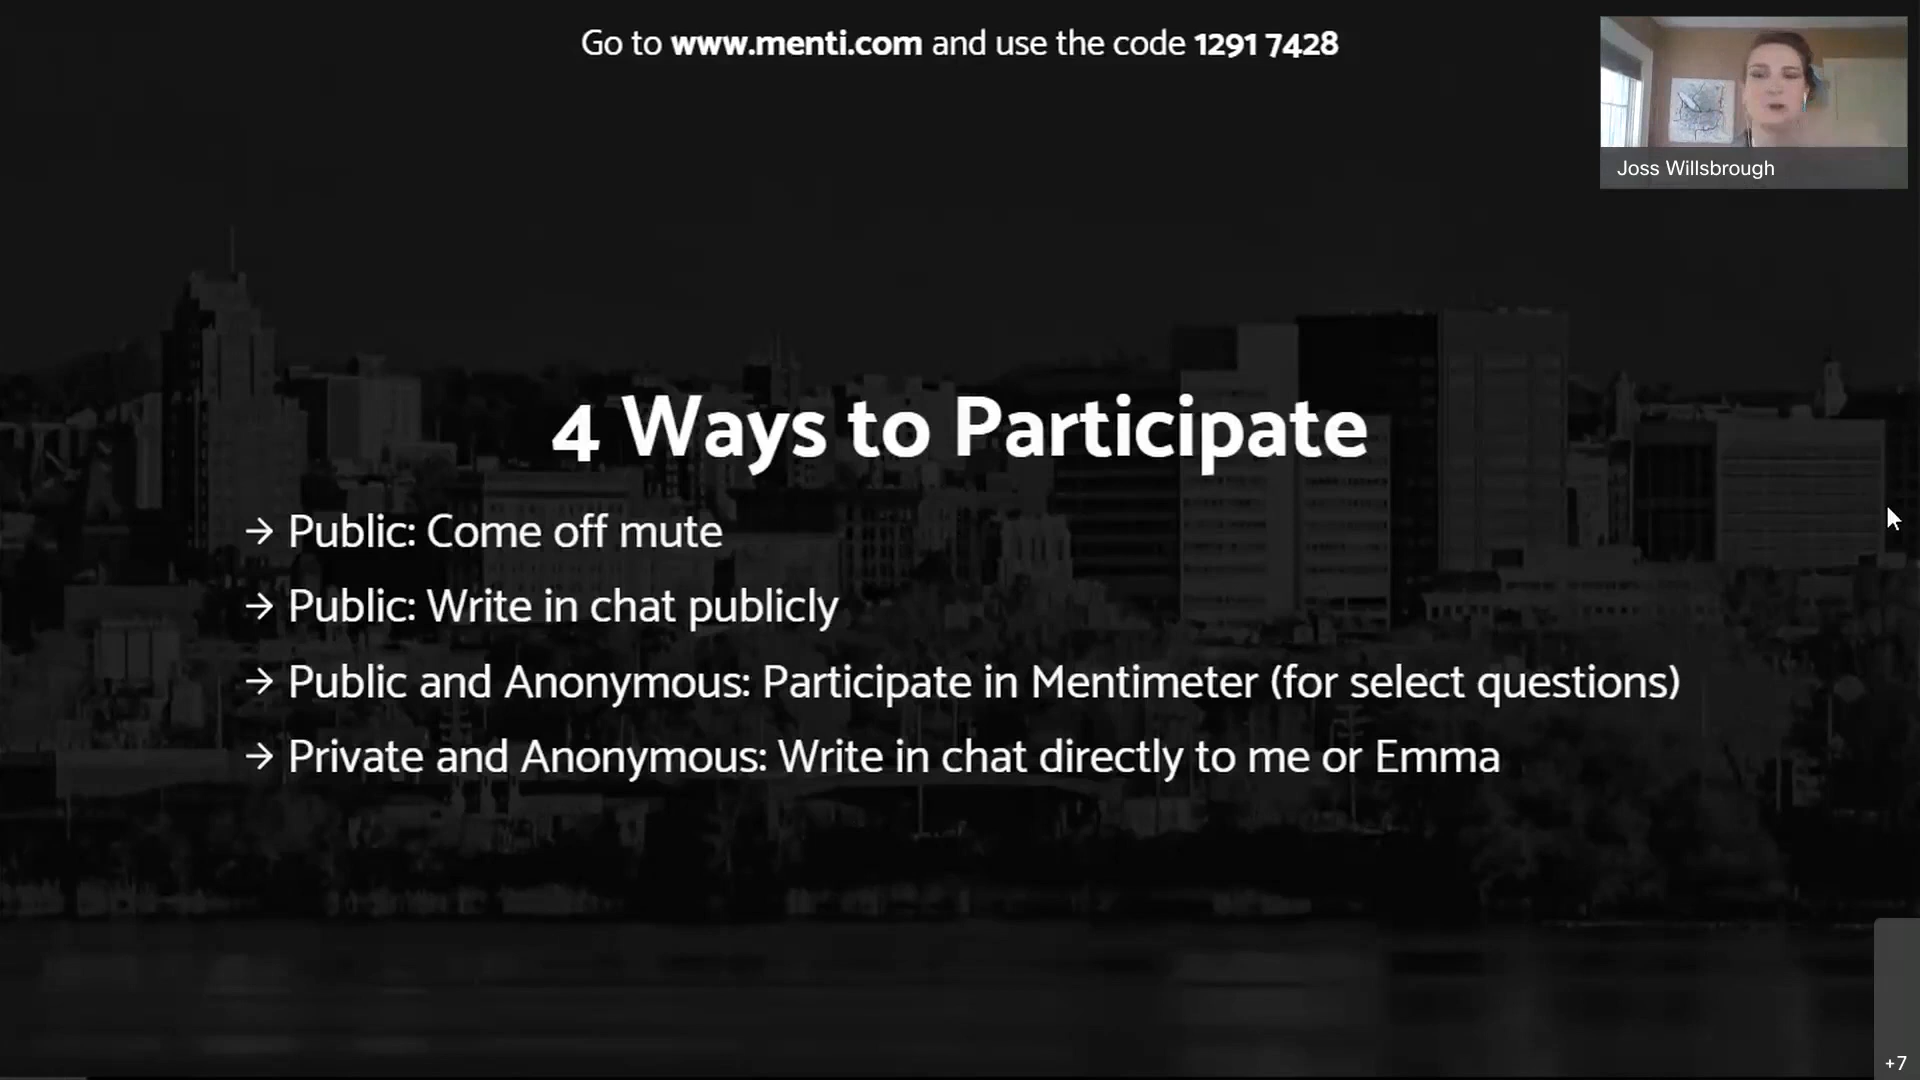 Go to www.menti.com and use the code 1291 7428
Joss Willsbrough
4 Ways to Participate
→ Public: Come off mute
→ Public: Write in chat publicly
→ Public and Anonymous: Participate in Mentimeter (for select questions)
→ Private and Anonymous: Write in chat directly to me or Emma
+7